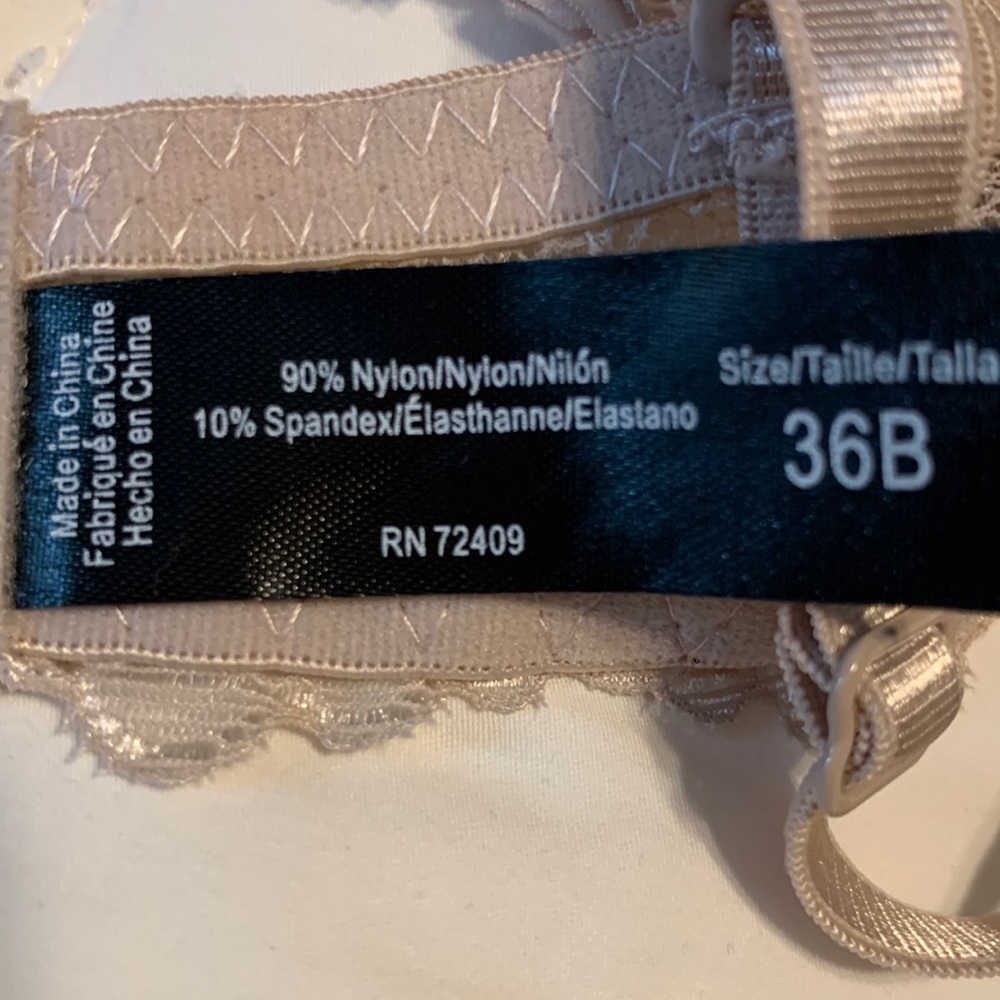 Made in China
Fabriqué en Chine
Hecho en China
90% Nylon/Nylon/Nilón
10% Spandex/Élasthanne/Elastano
RN 72409
Size/Taille/Talla
36B